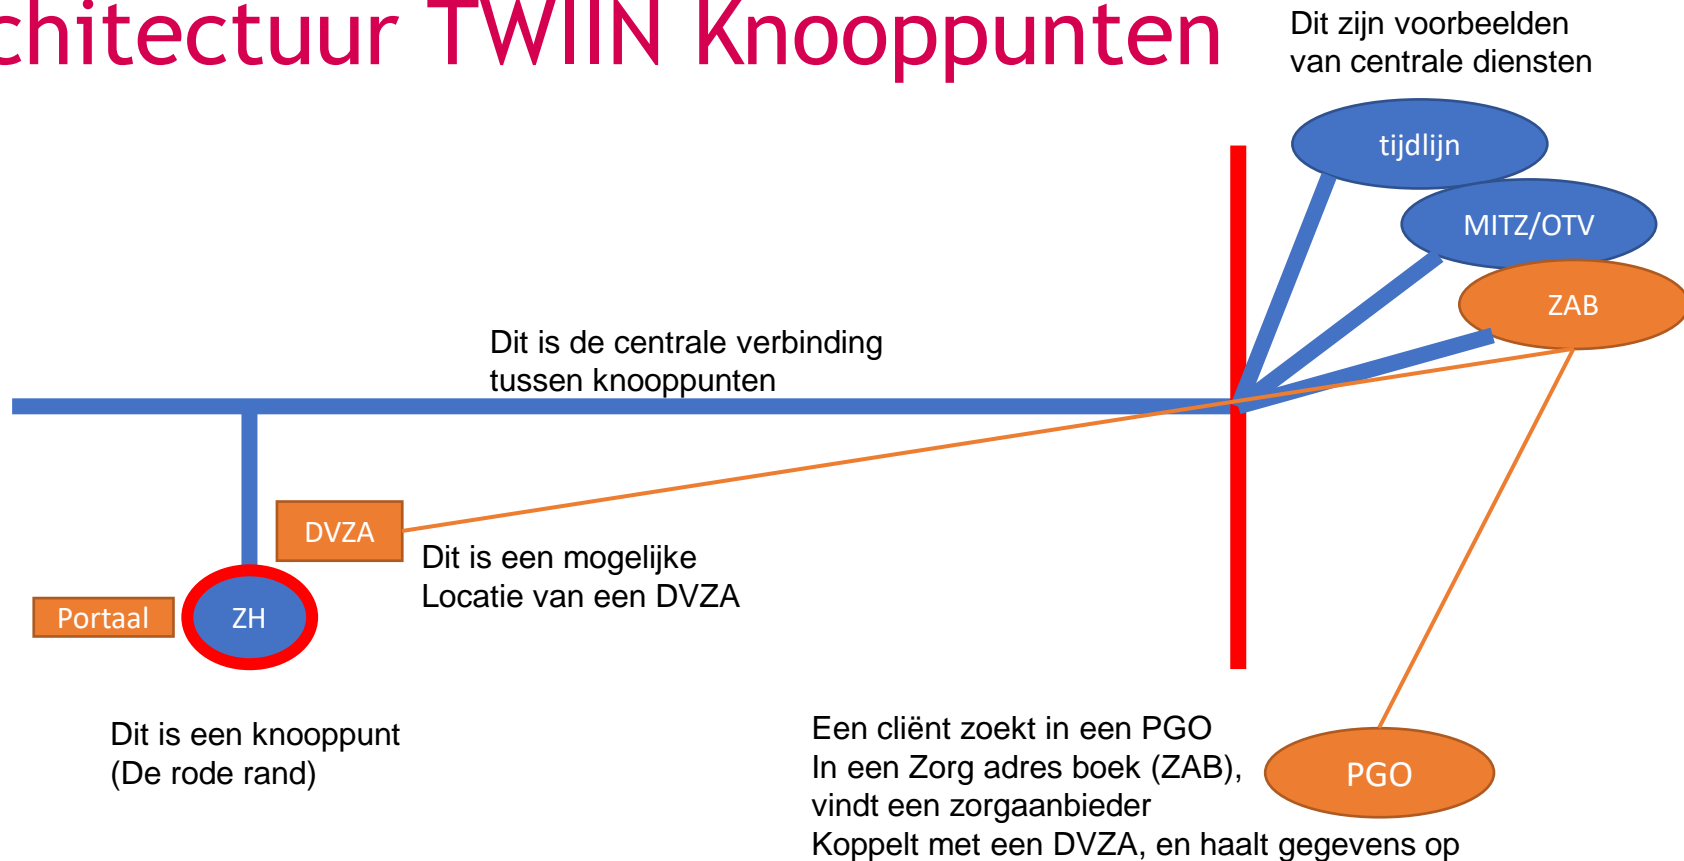 chitectuur TWIIN Knooppunten
Dit zijn voorbeelden
van centrale diensten
tijdlijn
MITZ/OTV
ZAB
Dit is de centrale verbinding
tussen knooppunten
DVZA
Dit is een mogelijke
Locatie van een DVZA
Portaal
ZH
Dit is een knooppunt
(De rode rand)
Een cliënt zoekt in een PGO
In een Zorg adres boek (ZAB),
vindt een zorgaanbieder
Koppelt met een DVZA, en haalt gegevens op
PGO